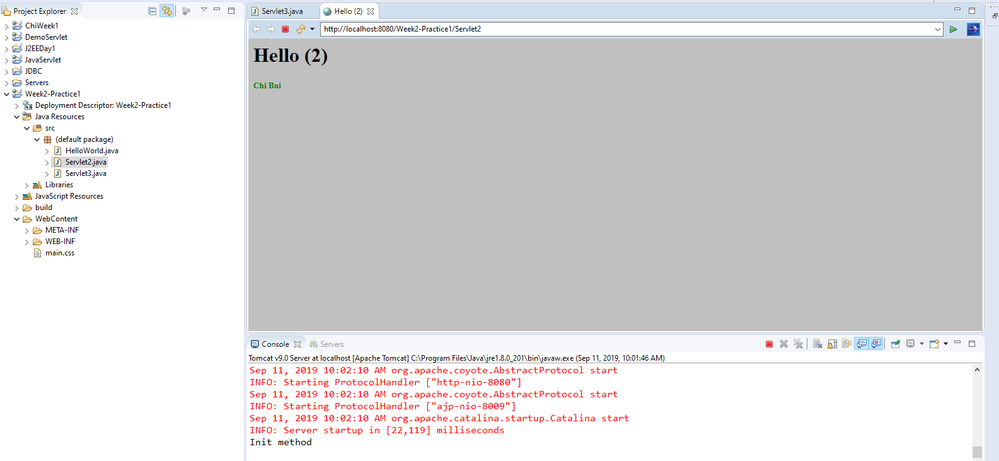 Project Explorer
ChiWeek1
DemoServlet
J2EEDay1
JavaServlet
JDBC
Servers
Week2-Practice1
Deployment Descriptor: Week2-Practice1
Java Resources
src
(default package)
HelloWorld.java
Servlet2.java
Servlet3.java
Libraries
JavaScript Resources
build
WebContent
META-INF
WEB-INF
main.css
Servlet3.java Hello (2)
http://localhost:8080/Week2-Practice1/Servlet2
Hello (2)
Chi Bui
Console Servers
Tomcat v9.0 Server at localhost [Apache Tomcat] C:\Program Files\Java\jre1.8.0_201\bin\javaw.exe (Sep 11, 2019, 10:01:46 AM)
Sep 11, 2019 10:02:10 AM org.apache.coyote.AbstractProtocol start
INFO: Starting ProtocolHandler ["http-nio-8080"]
Sep 11, 2019 10:02:10 AM org.apache.coyote.AbstractProtocol start
INFO: Starting ProtocolHandler ["ajp-nio-8009"]
Sep 11, 2019 10:02:10 AM org.apache.catalina.startup.Catalina start
INFO: Server startup in [22,119] milliseconds
Init method